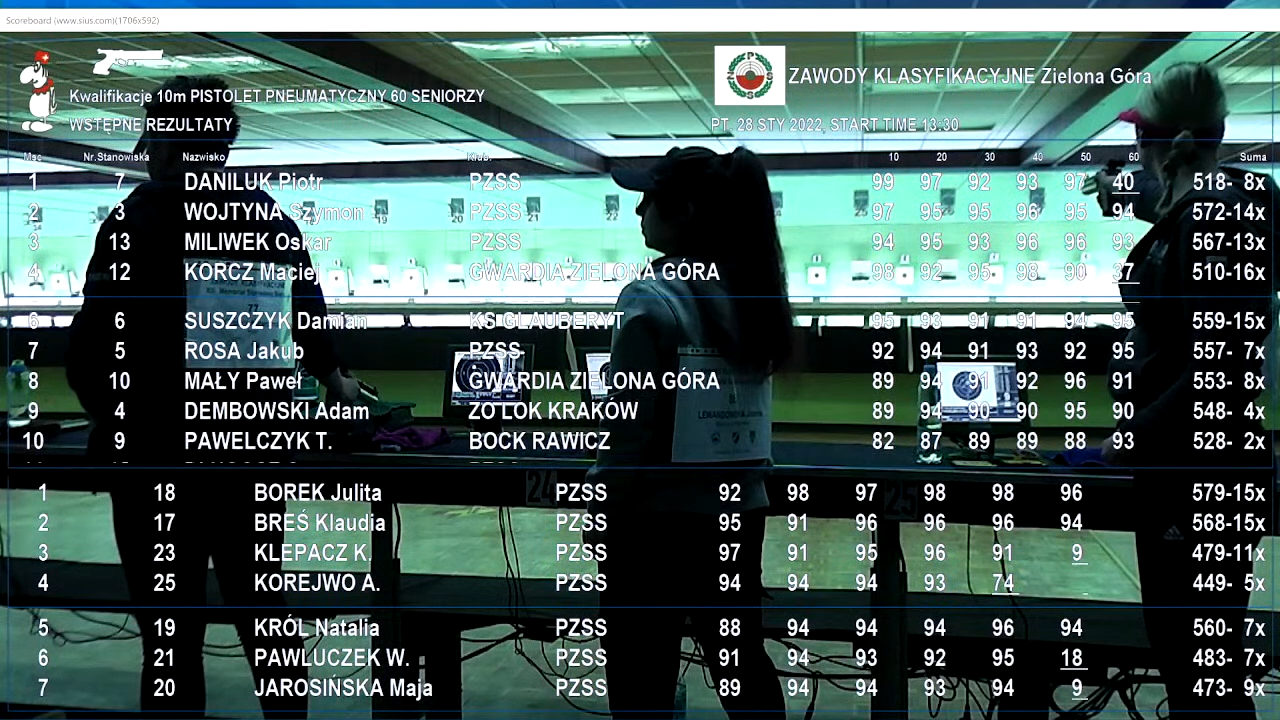 Scoreboard (www.sius.com)(1706x592)
ZAWODY KLASYFIKACYJNE Zielona Góra
Kwalifikacje 10m PISTOLET PNEUMATYCZNY 60 SENIORZY
WSTĘPNE REZULTATY PT. 28 STY 2022, START TIME 13:30
Msc Nr.Stanowiska Nazwisko Klub. 10 20 30 40 50 60 Suma
1 7 DANILUK Piotr PZSS 99 97 92 93 97 40 518- 8x
2 3 WOJTYNA Szymon PZSS 97 95 95 96 95 94 572-14x
3 13 MILIWEK Oskar PZSS 94 95 93 96 96 93 567-13x
4 12 KORCZ Maciej GWARDIA ZIELONA GÓRA 98 92 95 98 90 37 510-16x
6 6 SUSZCZYK Damian KS GLAUBERYT 95 93 91 91 94 95 559-15x
7 5 ROSA Jakub PZSS 92 94 91 93 92 95 557- 7x
8 10 MAŁY Paweł GWARDIA ZIELONA GÓRA 89 94 91 92 96 91 553- 8x
9 4 DEMBOWSKI Adam ZO LOK KRAKÓW 89 94 90 90 95 90 548- 4x
10 9 PAWELCZYK T. BOCK RAWICZ 82 87 89 89 88 93 528- 2x
1 18 BOREK Julita PZSS 92 98 97 98 98 96 579-15x
2 17 BREŚ Klaudia PZSS 95 91 96 96 96 94 568-15x
3 23 KLEPACZ K. PZSS 97 91 95 96 91 9 479-11x
4 25 KOREJWO A. PZSS 94 94 94 93 74 449- 5x
5 19 KRÓL Natalia PZSS 88 94 94 94 96 94 560- 7x
6 21 PAWLUCZEK W. PZSS 91 94 93 92 95 18 483- 7x
7 20 JAROSIŃSKA Maja PZSS 89 94 94 93 94 9 473- 9x